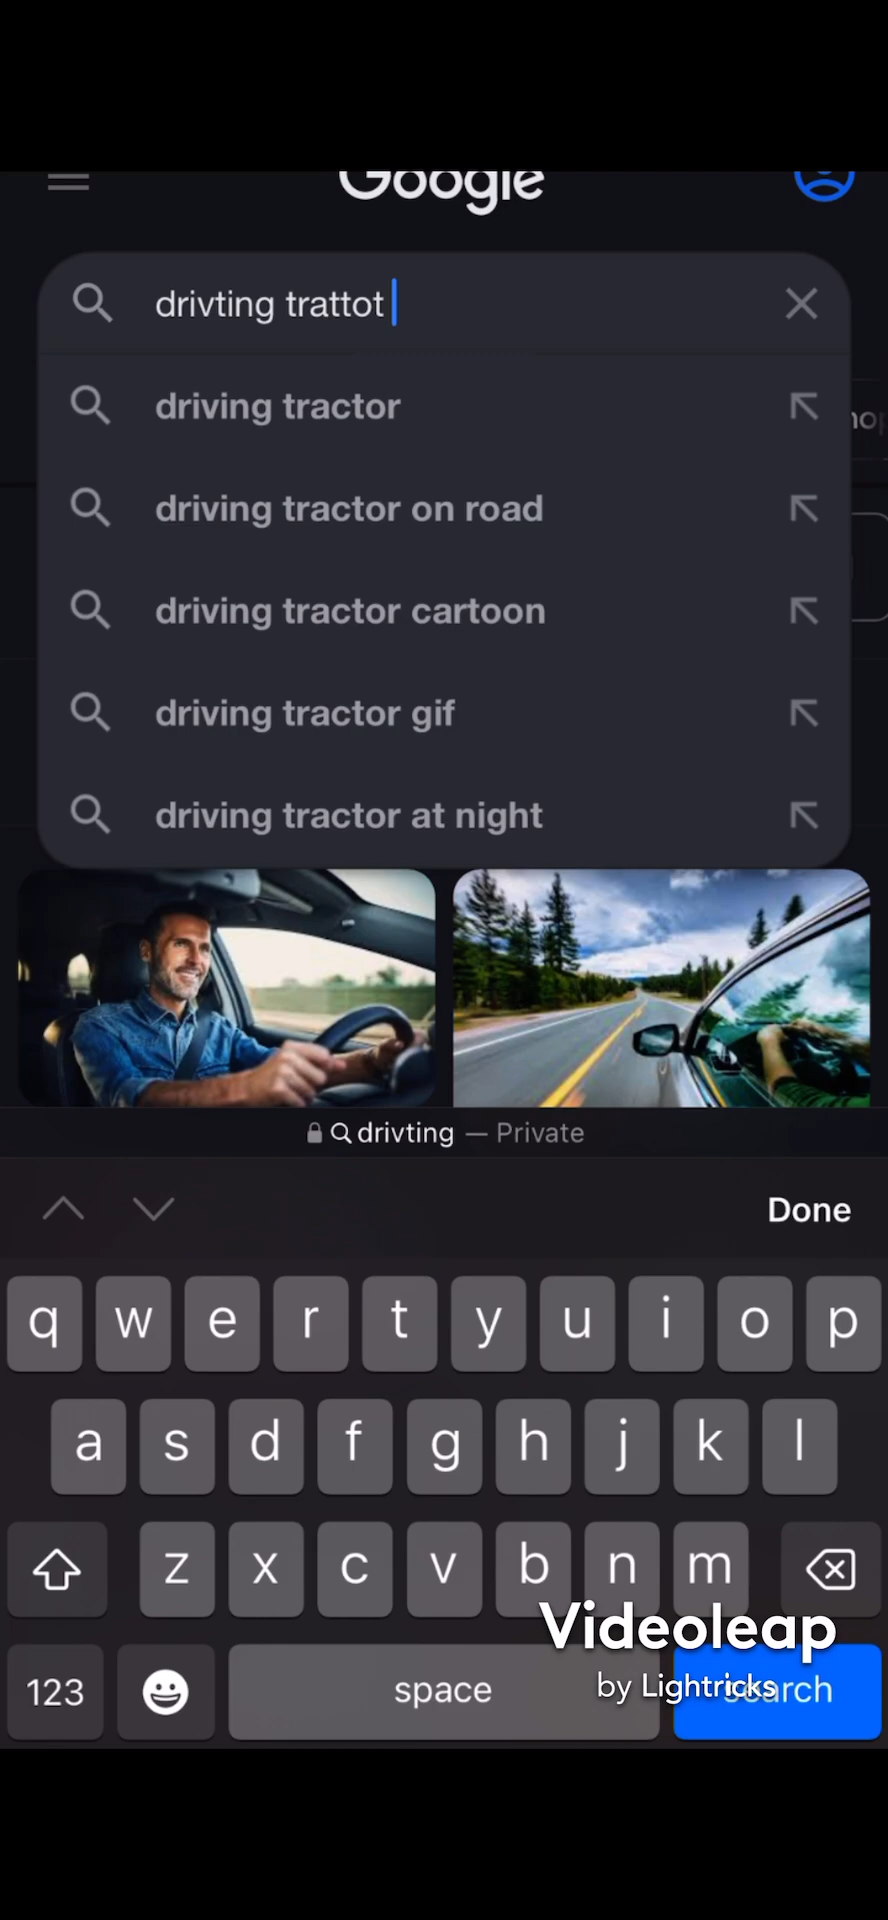 Google
drivting trattot
driving tractor
driving tractor on road
driving tractor cartoon
driving tractor gif
driving tractor at night
drivting — Private
Done
q w e r t y u i o p
a s d f g h j k l
z x c v b n m
Videoleap
by Lightricks
123 space search